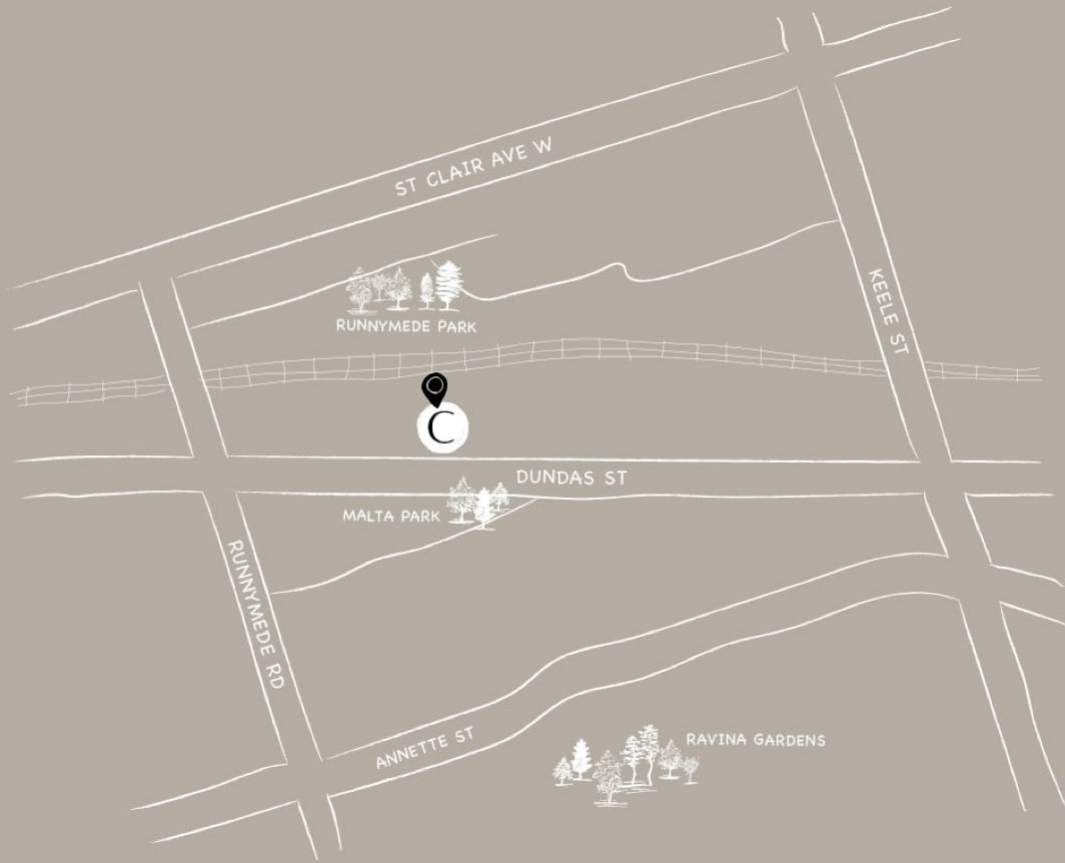 ST CLAIR AVE W
KEELE ST
RUNNYMEDE PARK
C
DUNDAS ST
MALTA PARK
RUNNYMEDE RD
ANNETTE ST
RAVINA GARDENS